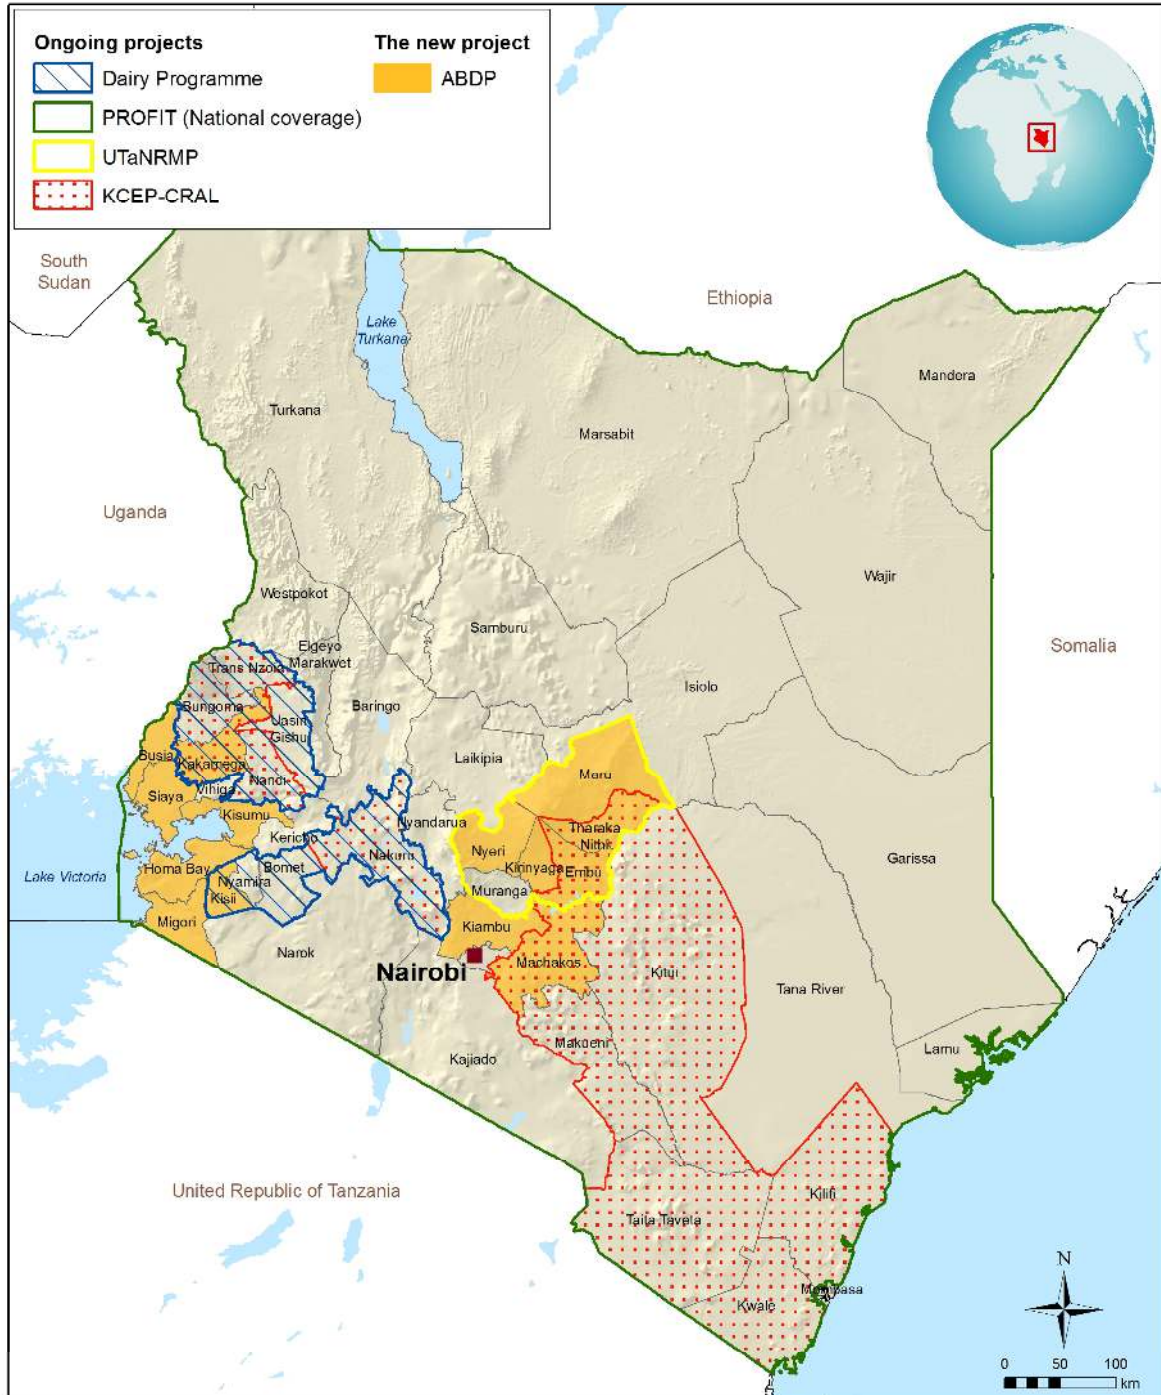 Ongoing projects
Dairy Programme
PROFIT (National coverage)
UTaNRMP
KCEP-CRAL
The new project
ABDP
South
Sudan
Ethiopia
Lake
Turkana
Mandera
Turkana
Marsabit
Uganda
Wajir
Westpokot
Samburu
Somalia
Elgeyo
Marakwet
Trans Nzoia
Isiolo
Bungoma
Baringo
Uasin
Gishu
Busia
Laikipia
Kakamega
Meru
Nandi
Vihiga
Siaya
Kisumu
Nyandarua
Tharaka
Nithi
Kericho
Nyeri
Nakuru
Garissa
Homa Bay
Bomet
Kirinyaga
Embu
Lake Victoria
Nyamira
Muranga
Kisii
Migori
Kiambu
Narok
Machakos
Nairobi
Kitui
Tana River
Makueni
Lamu
Kajiado
United Republic of Tanzania
Kilifi
Taita Taveta
N
Mombasa
Kwale
0 50 100
km